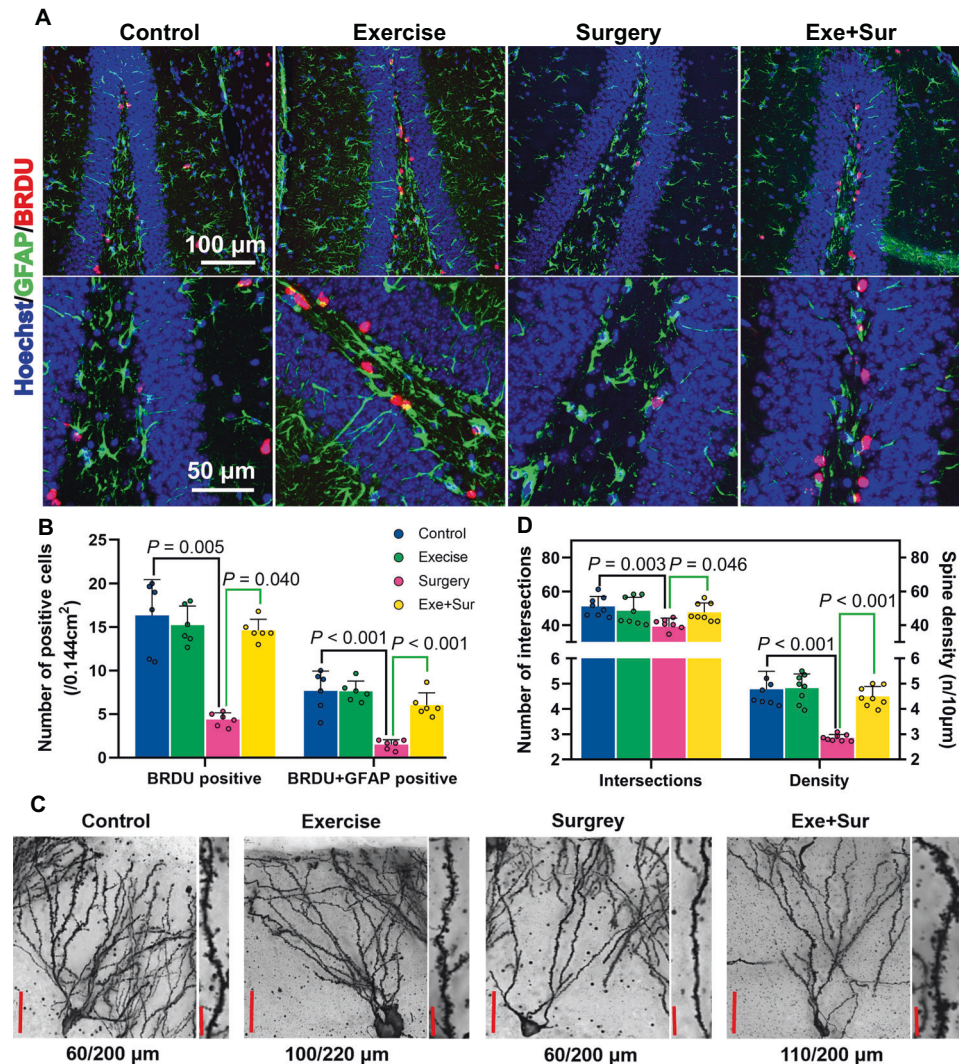 A
Control Exercise Surgery Exe+Sur
Hoechst/GFAP/BRDU
100 µm
50 µm
B
Number of positive cells
(/0.144cm²)
25
20
15
10
5
0
P = 0.005
P = 0.040
P < 0.001
P < 0.001
Control
Execise
Surgery
Exe+Sur
BRDU positive
BRDU+GFAP positive
D
Number of intersections
80
60
40
6
5
4
3
2
P = 0.003
P = 0.046
P < 0.001
P < 0.001
80
60
40
6
5
4
3
2
Spine density (n/10µm)
Intersections
Density
C
Control Exercise Surgrey Exe+Sur
60/200 µm 100/220 µm 60/200 µm 110/200 µm